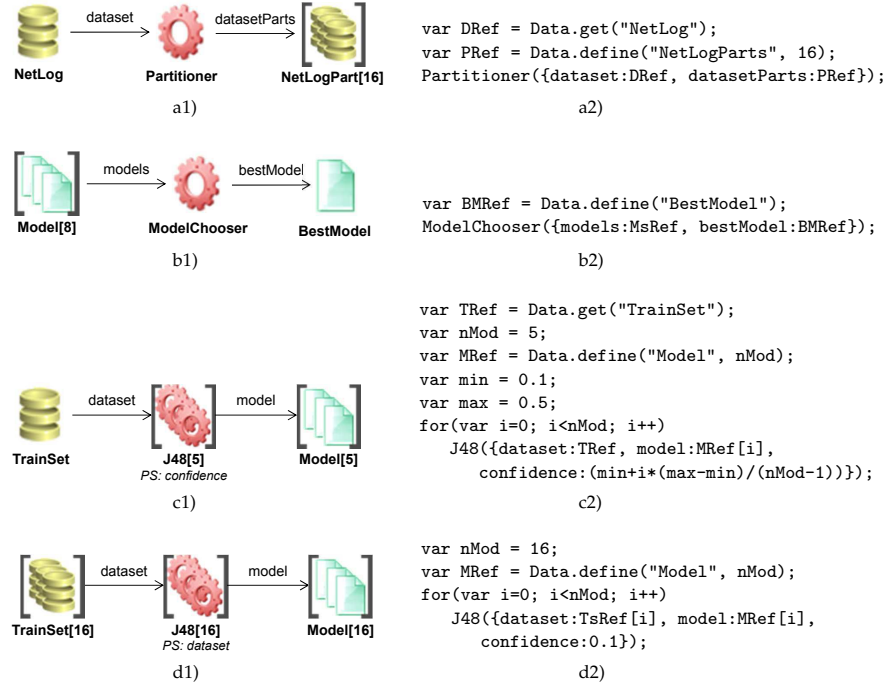 dataset
datasetParts
NetLog
Partitioner
NetLogPart[16]
a1)
var DRef = Data.get("NetLog");
var PRef = Data.define("NetLogParts", 16);
Partitioner({dataset:DRef, datasetParts:PRef});
a2)
models
bestModel
Model[8]
ModelChooser
BestModel
b1)
var BMRef = Data.define("BestModel");
ModelChooser({models:MsRef, bestModel:BMRef});
b2)
dataset
model
TrainSet
J48[5]
Model[5]
PS: confidence
c1)
var TRef = Data.get("TrainSet");
var nMod = 5;
var MRef = Data.define("Model", nMod);
var min = 0.1;
var max = 0.5;
for(var i=0; i<nMod; i++)
J48({dataset:TRef, model:MRef[i],
confidence:(min+i*(max-min)/(nMod-1))});
c2)
dataset
model
TrainSet[16]
J48[16]
Model[16]
PS: dataset
d1)
var nMod = 16;
var MRef = Data.define("Model", nMod);
for(var i=0; i<nMod; i++)
J48({dataset:TsRef[i], model:MRef[i],
confidence:0.1});
d2)